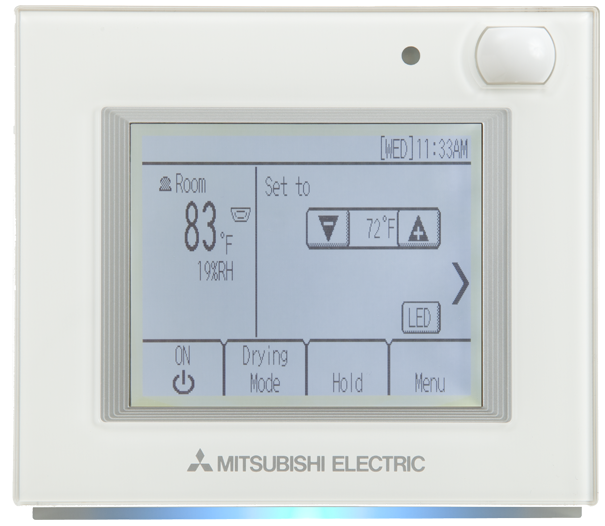 [WED]11:33AM
Room
83°F
19%RH
Set to
72°F
LED
ON
Drying
Mode
Hold
Menu
MITSUBISHI ELECTRIC